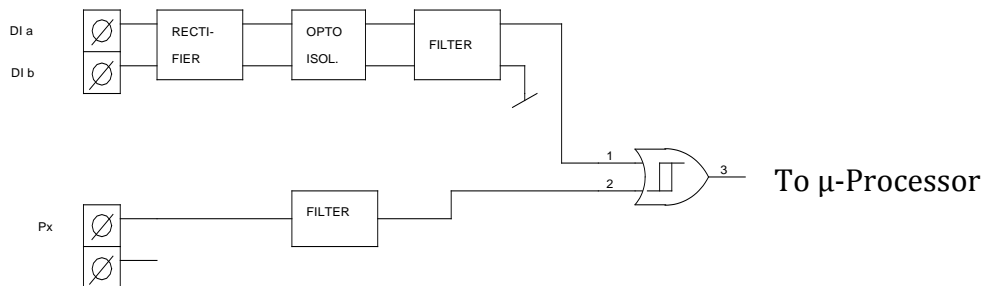 DI a
DI b
RECTI-
FIER
OPTO
ISOL.
FILTER
1
2
3
To μ-Processor
Px
FILTER